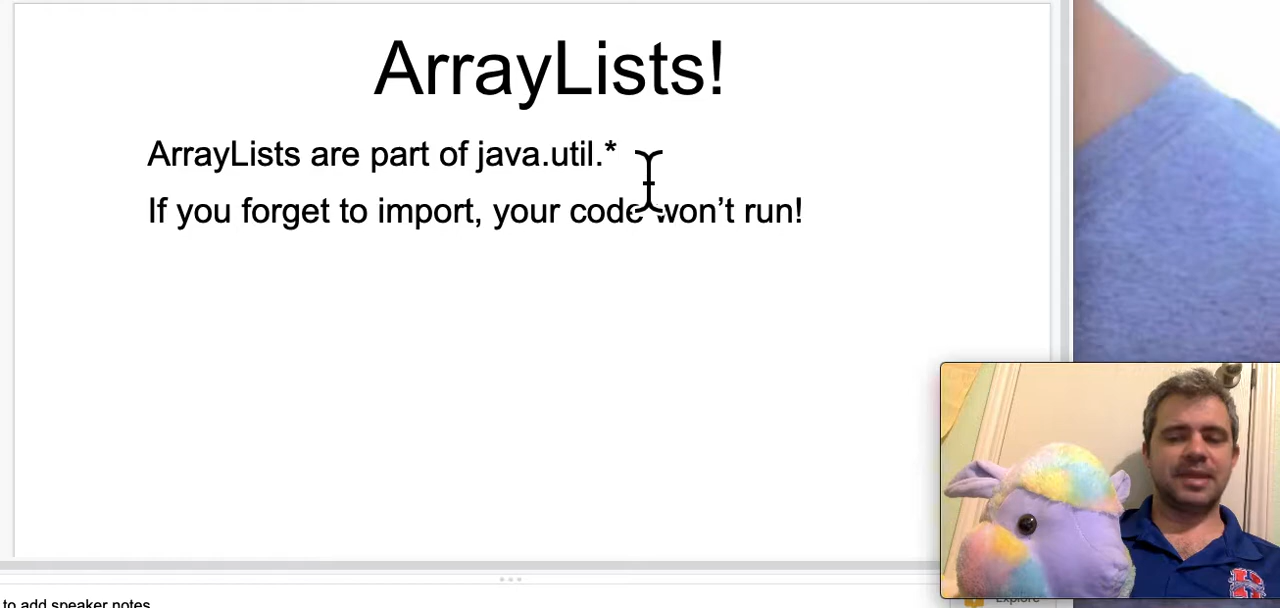 ArrayLists!
ArrayLists are part of java.util.*
If you forget to import, your code won’t run!
to add speaker notes
Explore